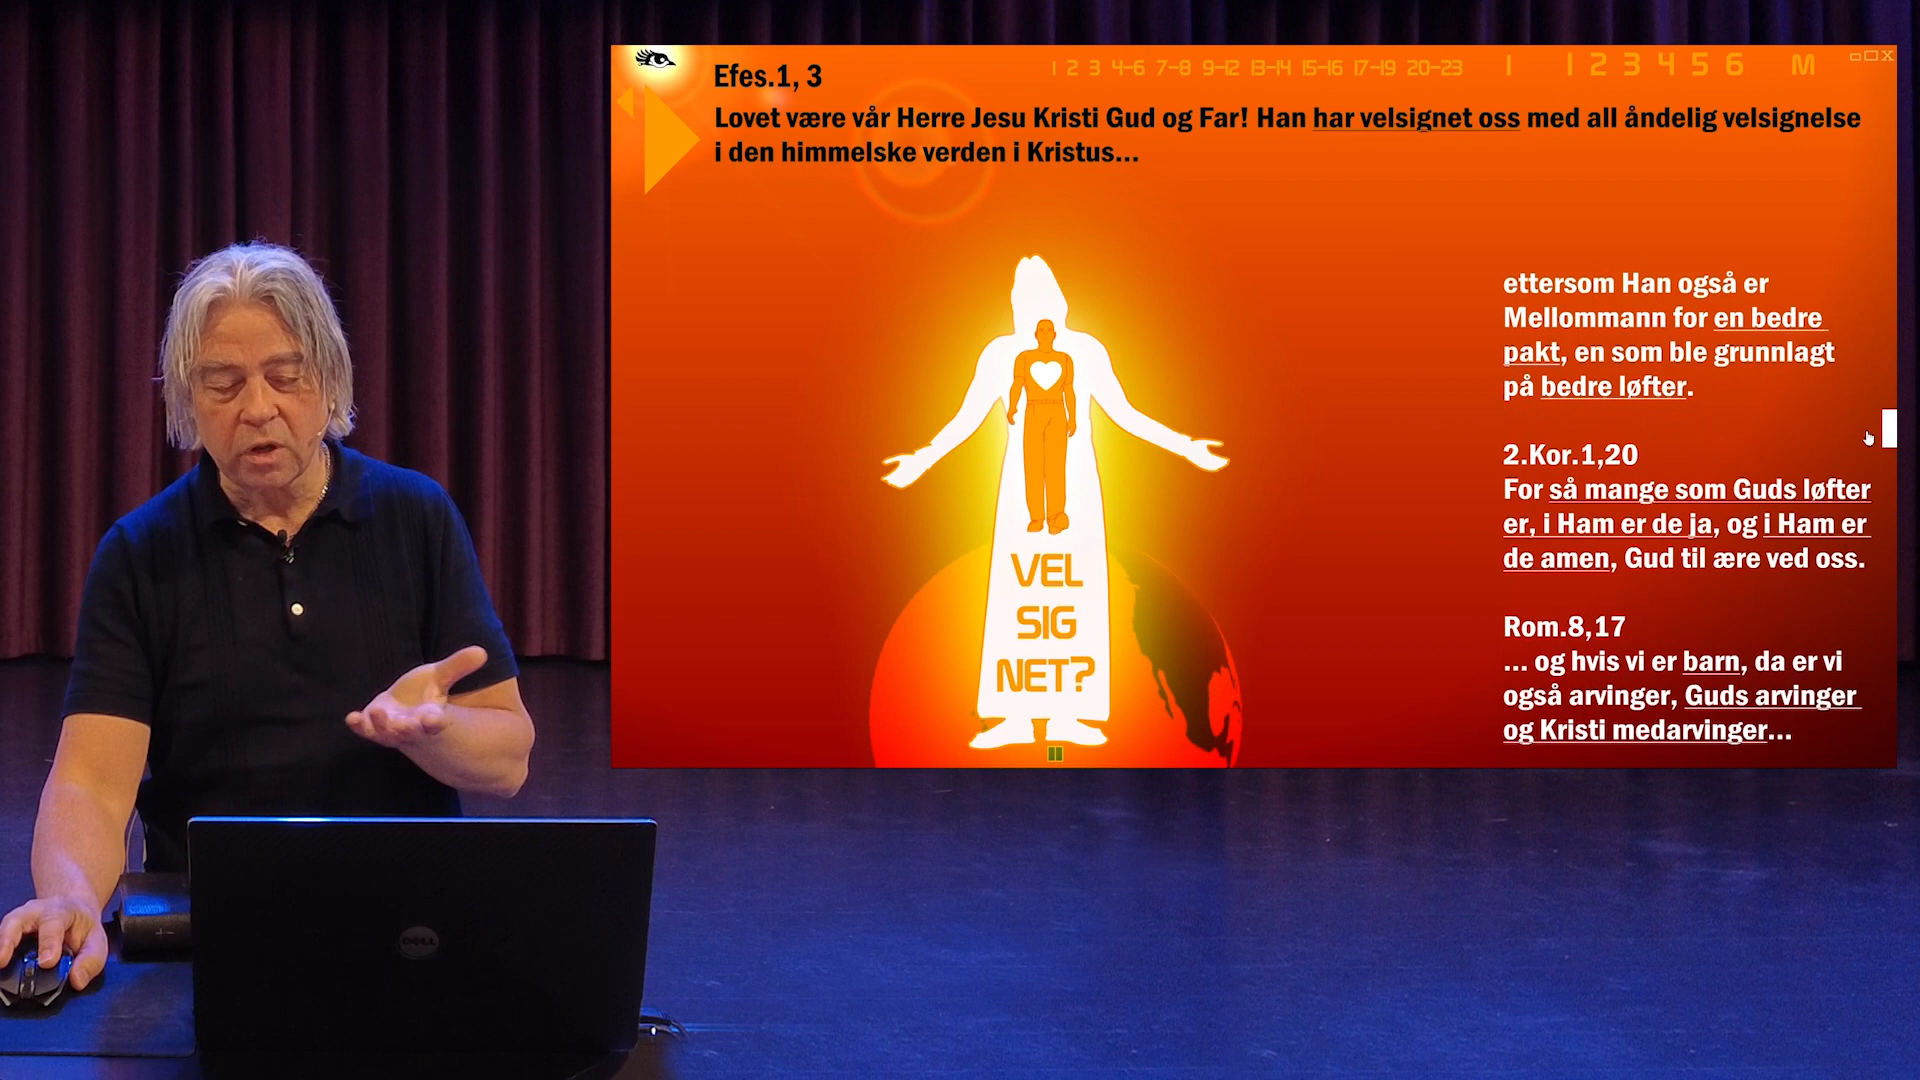 Efes.1, 3
1 2 3 4-6 7-8 9-12 13-14 15-16 17-19 20-23 1 1 2 3 4 5 6 M
Lovet være vår Herre Jesu Kristi Gud og Far! Han har velsignet oss med all åndelig velsignelse
i den himmelske verden i Kristus...
ettersom Han også er
Mellommann for en bedre
pakt, en som ble grunnlagt
på bedre løfter.
2.Kor.1,20
For så mange som Guds løfter
er, i Ham er de ja, og i Ham er
de amen, Gud til ære ved oss.
Rom.8,17
... og hvis vi er barn, da er vi
også arvinger, Guds arvinger
og Kristi medarvinger...
VEL
SIG
NET?
DELL